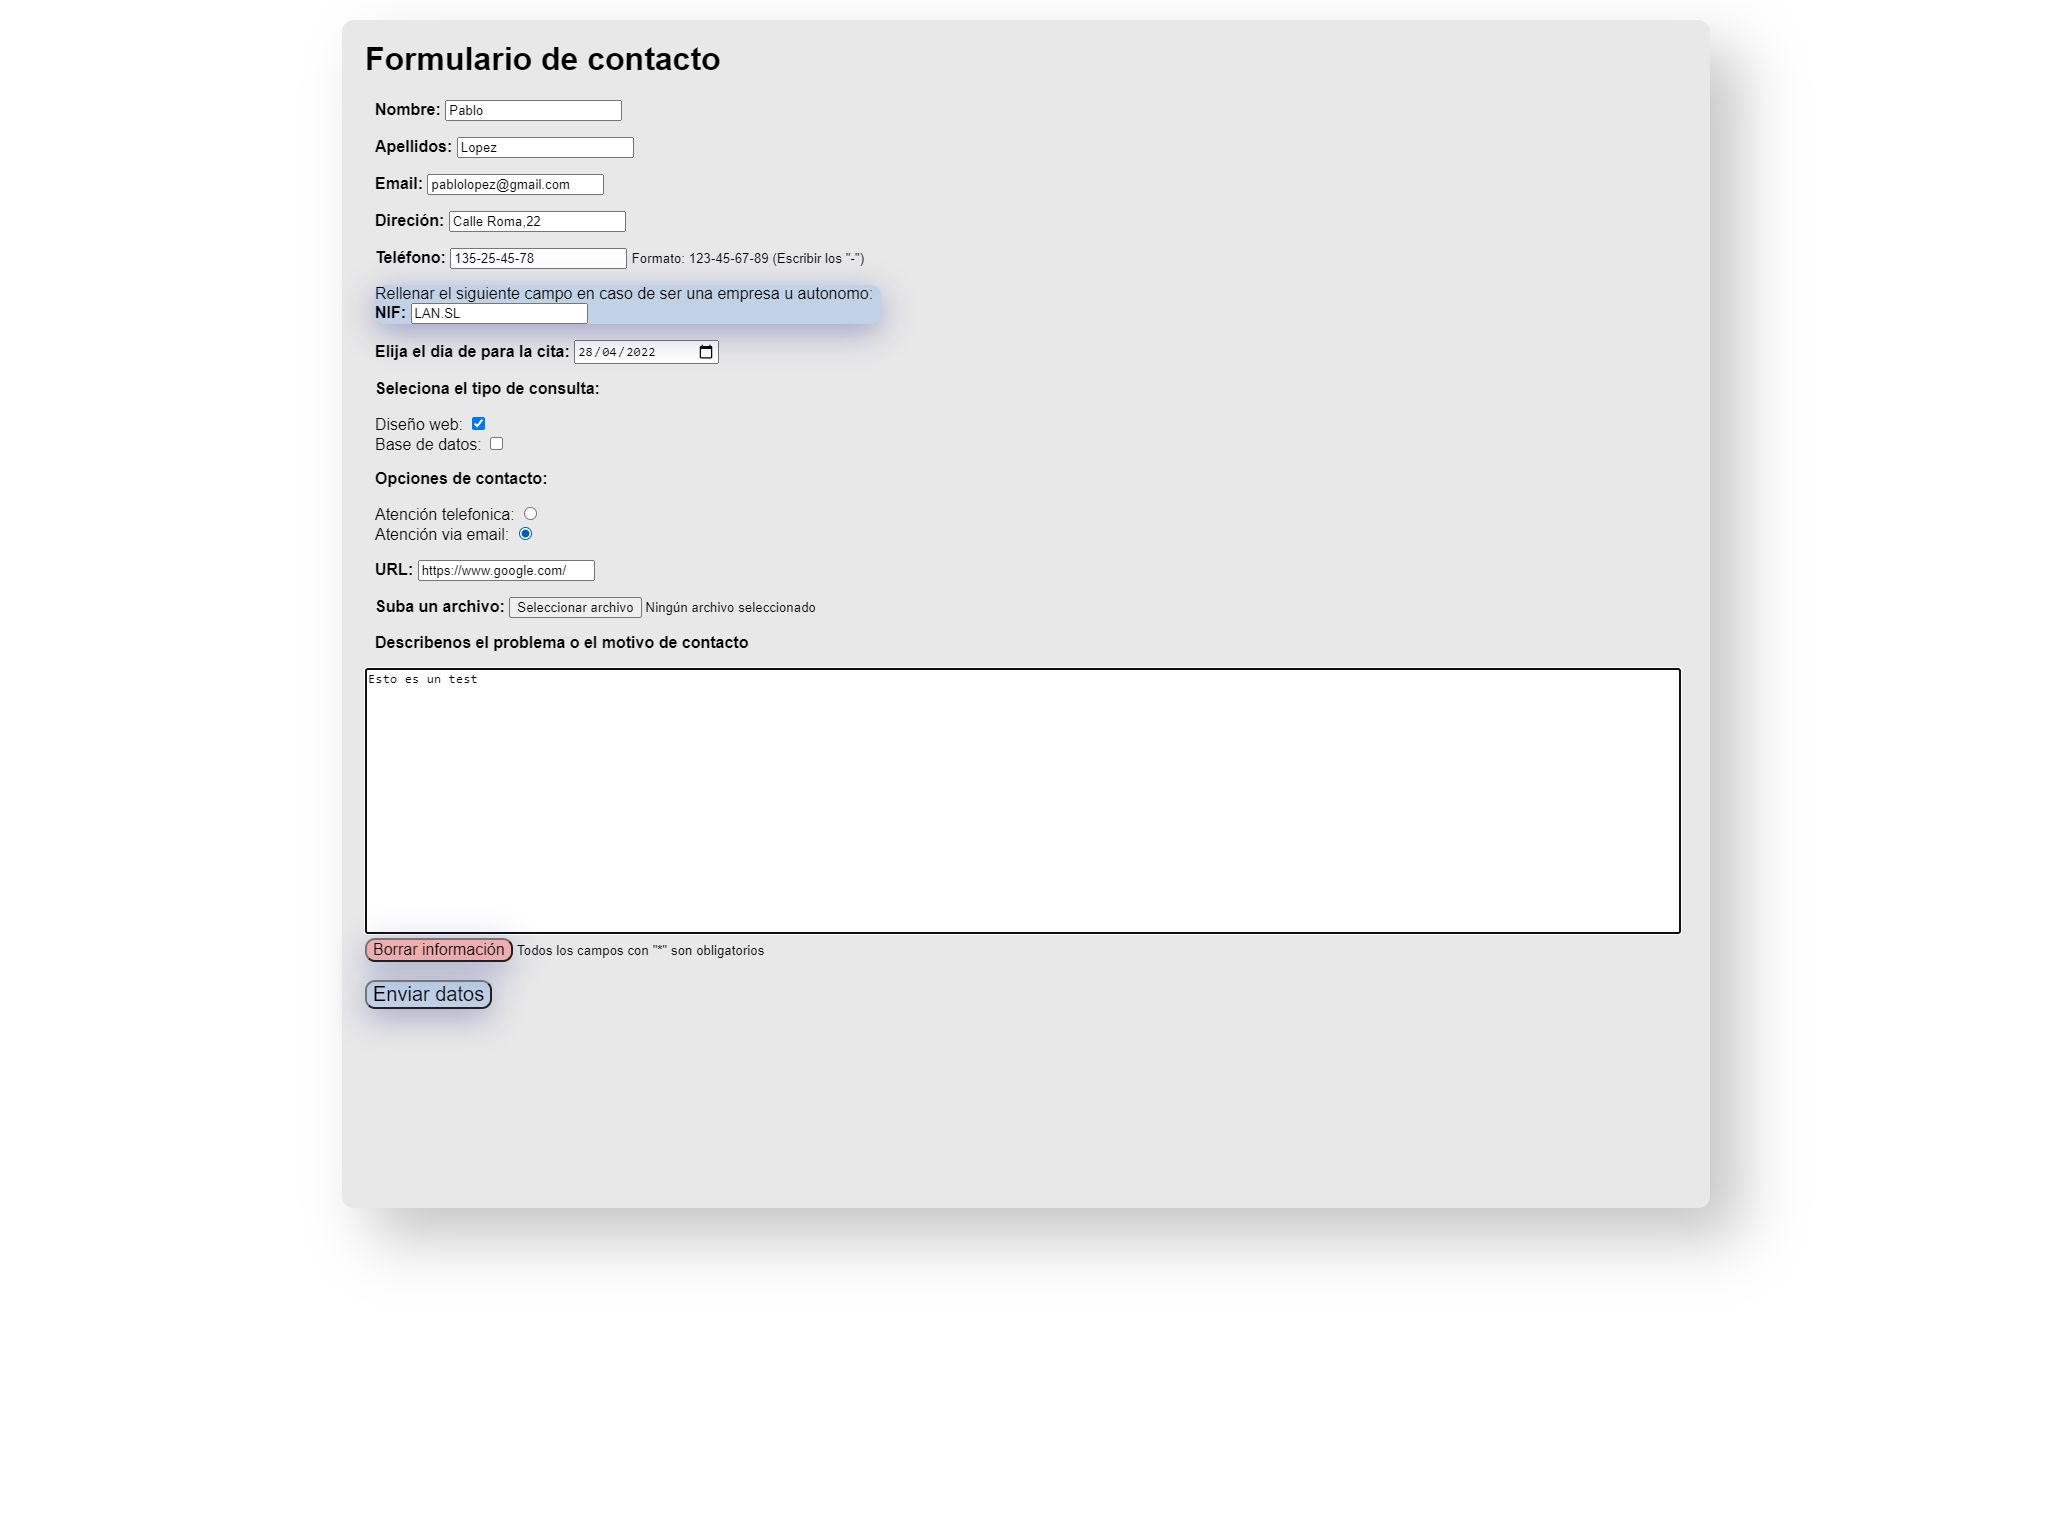 Formulario de contacto
Nombre: Pablo
Apellidos: Lopez
Email: pablolopez@gmail.com
Direción: Calle Roma,22
Teléfono: 135-25-45-78 Formato: 123-45-67-89 (Escribir los "-")
Rellenar el siguiente campo en caso de ser una empresa u autonomo:
NIF: LAN.SL
Elija el dia de para la cita: 28/04/2022
Seleciona el tipo de consulta:
Diseño web:
Base de datos:
Opciones de contacto:
Atención telefonica:
Atención via email:
URL: https://www.google.com/
Suba un archivo: Seleccionar archivo Ningún archivo seleccionado
Describenos el problema o el motivo de contacto
Esto es un test
Borrar información Todos los campos con "*" son obligatorios
Enviar datos